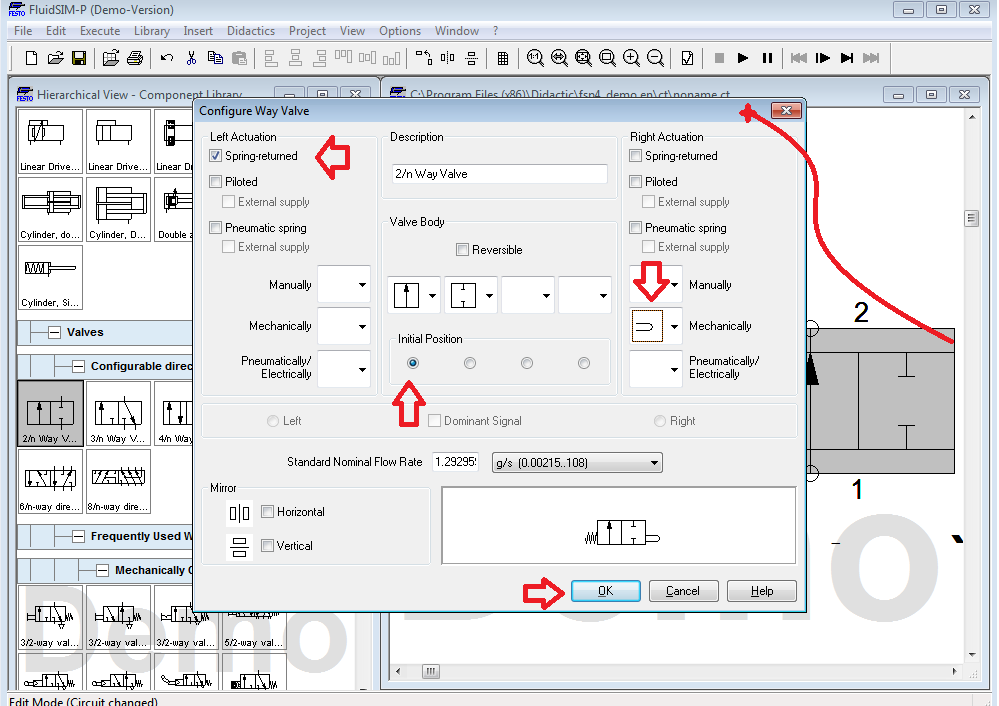 FESTO FluidSIM-P (Demo-Version)
File Edit Execute Library Insert Didactics Project View Options Window ?
FESTO Hierarchical View - Component Library
C:\Program Files (x86)\Didactic\fsp4_demo en\ct\noname.ct
Configure Way Valve
Left Actuation
Description
Right Actuation
Spring-returned
Spring-returned
Piloted
2/n Way Valve
Piloted
External supply
External supply
Pneumatic spring
Valve Body
Pneumatic spring
External supply
Reversible
External supply
Manually
Manually
Mechanically
Initial Position
Mechanically
Pneumatically/
Electrically
Pneumatically/
Electrically
Left
Dominant Signal
Right
Standard Nominal Flow Rate 1.29295 g/s (0.00215..108)
Mirror
Horizontal
Vertical
OK Cancel Help
Linear Drive... Linear Drive... Linear D
Cylinder, do... Cylinder, D... Double a
Cylinder, Si...
Valves
Configurable direc
2/n Way V... 3/n Way V... 4/n Way
6/n-way dire... 8/n-way dire...
Frequently Used W
Mechanically
3/2-way val... 3/2-way val... 3/2-way val... 5/2-way val...
2
1
Demo
Demo
Edit Mode (Circuit changed)